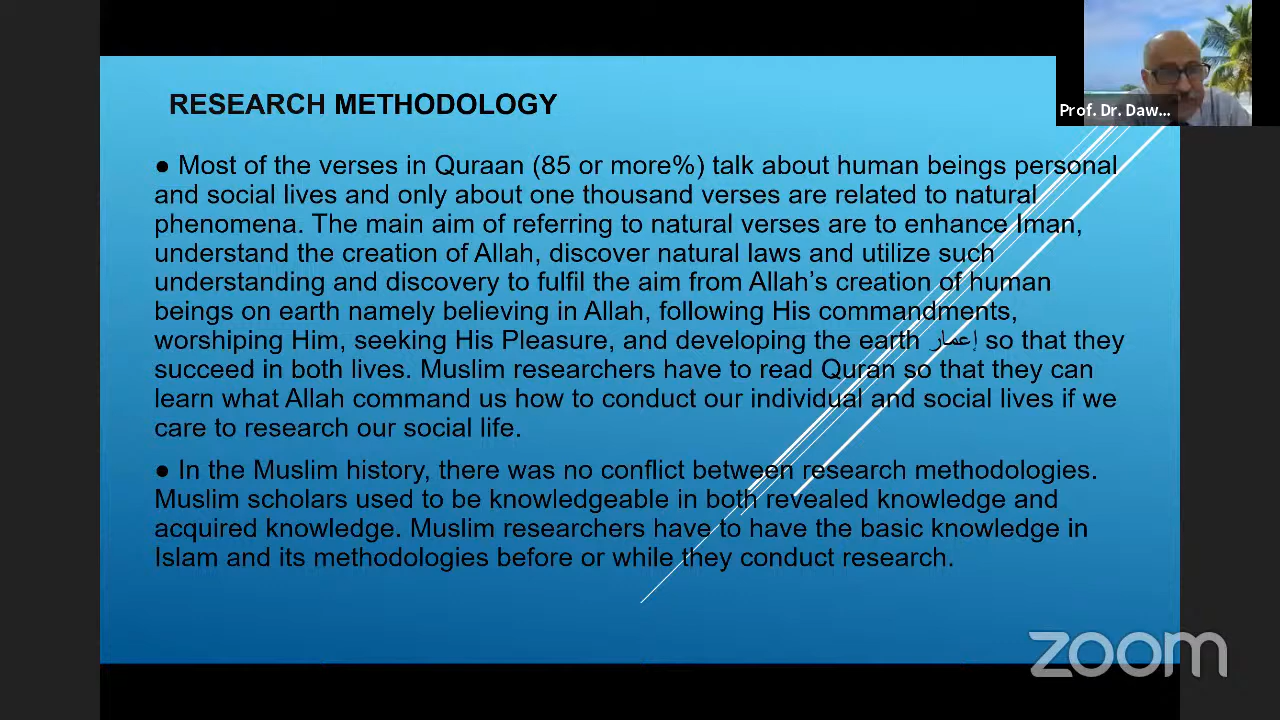 Prof. Dr. Daw...
RESEARCH METHODOLOGY
● Most of the verses in Quraan (85 or more%) talk about human beings personal
and social lives and only about one thousand verses are related to natural
phenomena. The main aim of referring to natural verses are to enhance Iman,
understand the creation of Allah, discover natural laws and utilize such
understanding and discovery to fulfil the aim from Allah’s creation of human
beings on earth namely believing in Allah, following His commandments,
worshiping Him, seeking His Pleasure, and developing the earth إعمار so that they
succeed in both lives. Muslim researchers have to read Quran so that they can
learn what Allah command us how to conduct our individual and social lives if we
care to research our social life.
● In the Muslim history, there was no conflict between research methodologies.
Muslim scholars used to be knowledgeable in both revealed knowledge and
acquired knowledge. Muslim researchers have to have the basic knowledge in
Islam and its methodologies before or while they conduct research.
zoom